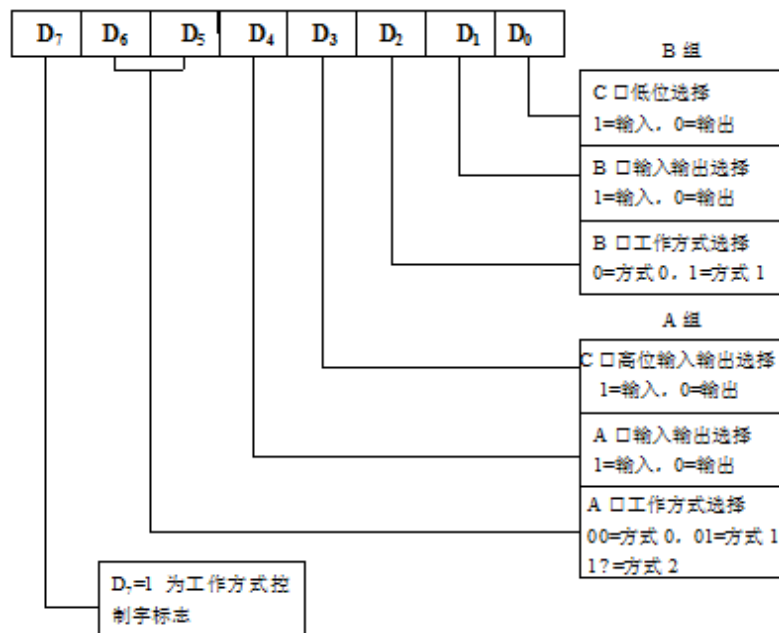 D₇ D₆ D₅ D₄ D₃ D₂ D₁ D₀
B 组
C 口低位选择
1=输入，0=输出
B 口输入输出选择
1=输入，0=输出
B 口工作方式选择
0=方式 0，1=方式 1
A 组
C 口高位输入输出选择
1=输入，0=输出
A 口输入输出选择
1=输入，0=输出
A 口工作方式选择
00=方式 0，01=方式 1
1?=方式 2
D₇=1 为工作方式控
制字标志